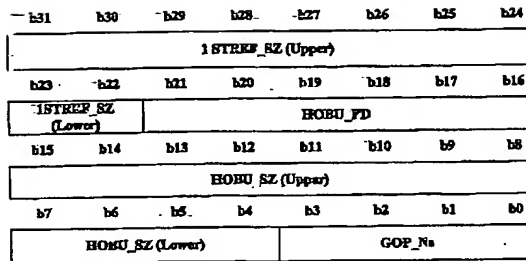 b31 b30 b29 b28 b27 b26 b25 b24
1STREF_SZ (Upper)
b23 b22 b21 b20 b19 b18 b17 b16
1STREF_SZ (Lower) HOBU_PD
b15 b14 b13 b12 b11 b10 b9 b8
HOBU_SZ (Upper)
b7 b6 b5 b4 b3 b2 b1 b0
HOBU_SZ (Lower) GOP_Ns